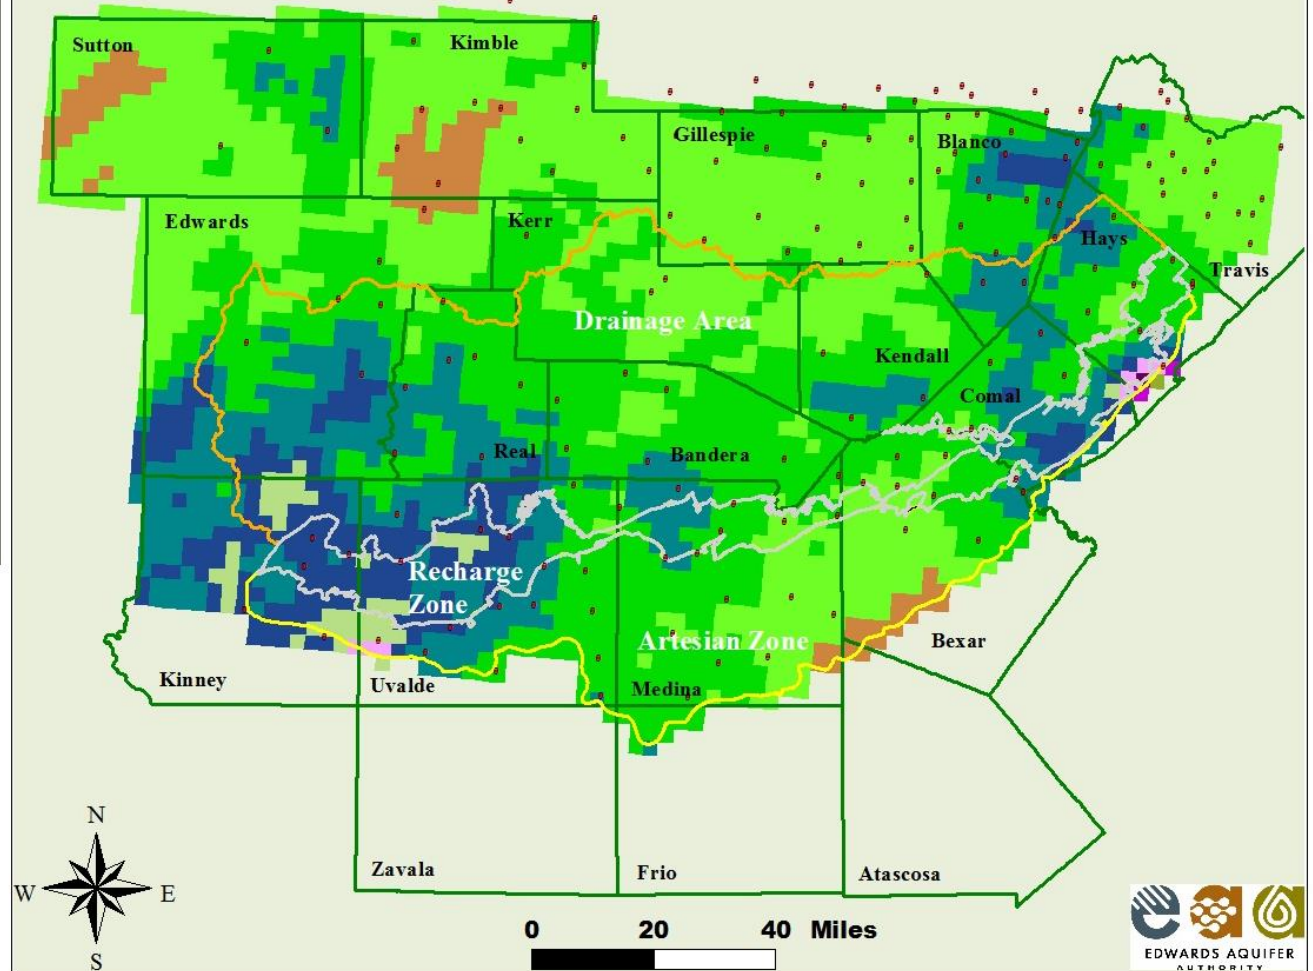 Sutton
Kimble
Gillespie
Blanco
Edwards
Kerr
Hays
Travis
Drainage Area
Kendall
Comal
Real
Bandera
Recharge
Zone
Artesian Zone
Bexar
Kinney
Uvalde
Medina
N
W E
S
Zavala
Frio
Atascosa
0 20 40 Miles
eaa
EDWARDS AQUIFER
AUTHORITY